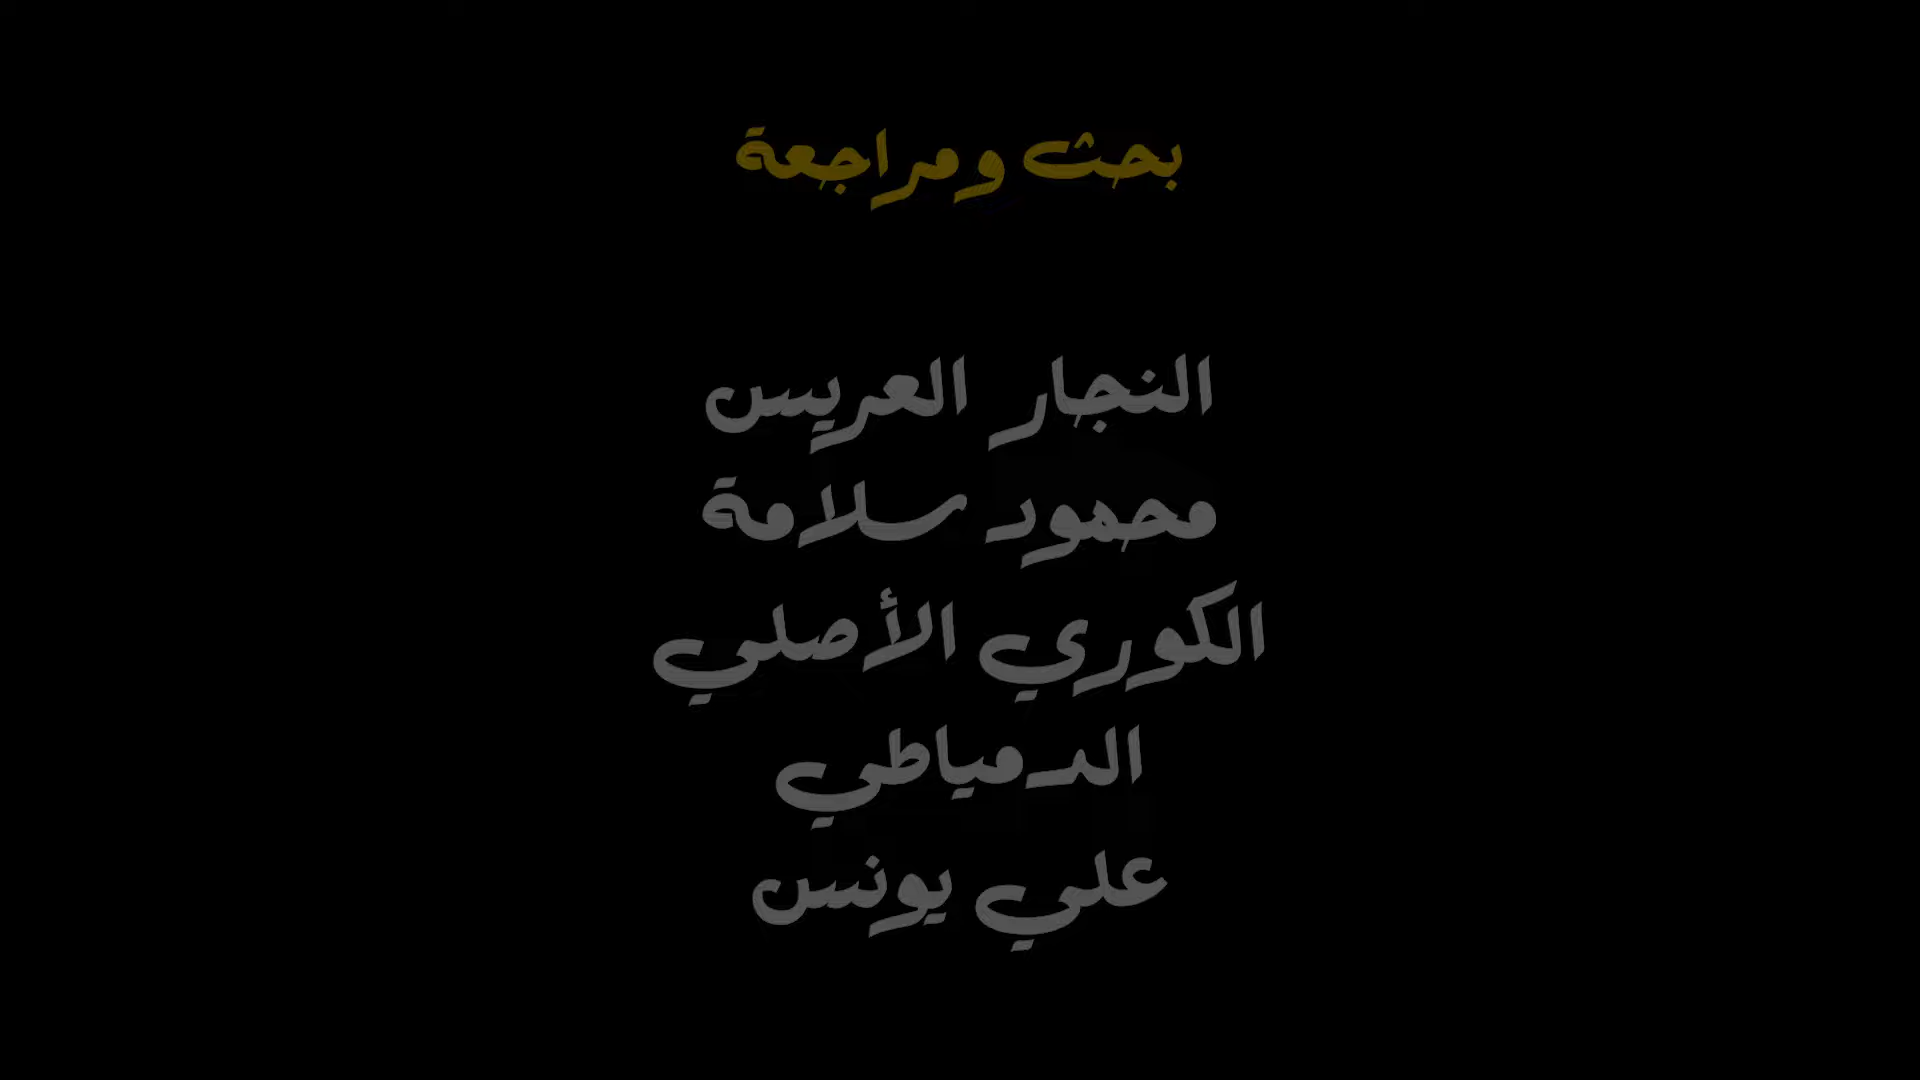 بحث ومراجعة
النجار العريس
محمود سلامة
الكوري الأصلي
الدمياطي
علي يونس